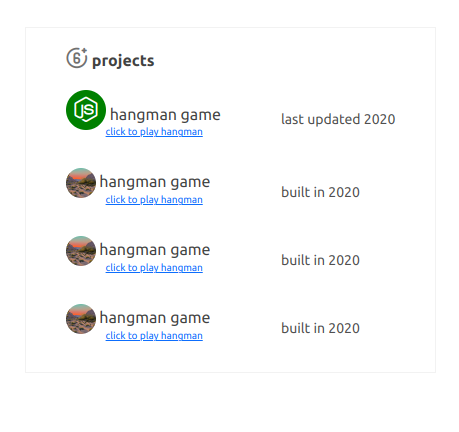 6+ projects
JS hangman game last updated 2020
click to play hangman
hangman game built in 2020
click to play hangman
hangman game built in 2020
click to play hangman
hangman game built in 2020
click to play hangman